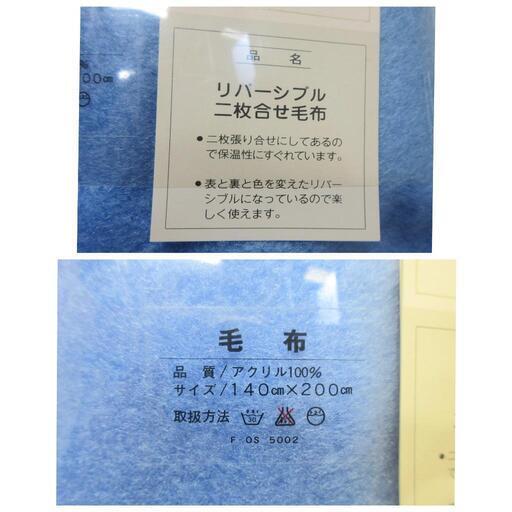 品名
リバーシブル
二枚合せ毛布
●二枚張り合せにしてあるの
で保温性にすぐれています。
●表と裏と色を変えたリバー
シブルになっているので楽
しく使えます。
0%
00cm
毛布
品質/アクリル100%
サイズ/140cm×200cm
取扱方法 30
F OS 5002